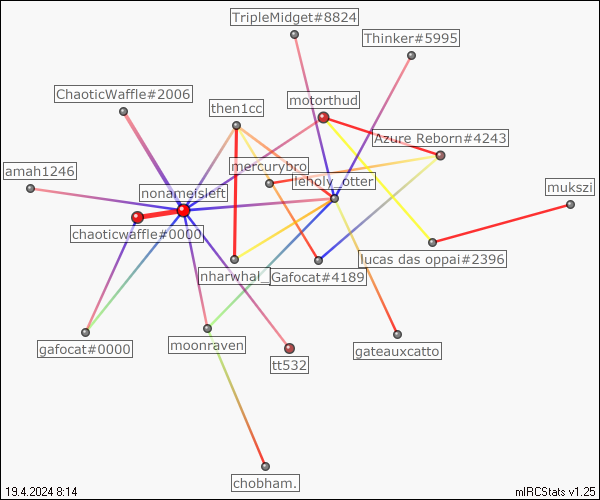 TripleMidget#8824
Thinker#5995
ChaoticWaffle#2006
motorthud
then1cc
Azure Reborn#4243
mercurybro
amah1246
leholy_otter
nonameisleft
mukszi
chaoticwaffle#0000
lucas das oppai#2396
nharwhal_
Gafocat#4189
gafocat#0000
moonraven
gateauxcatto
tt532
chobham.
19.4.2024 8:14
mIRCStats v1.25